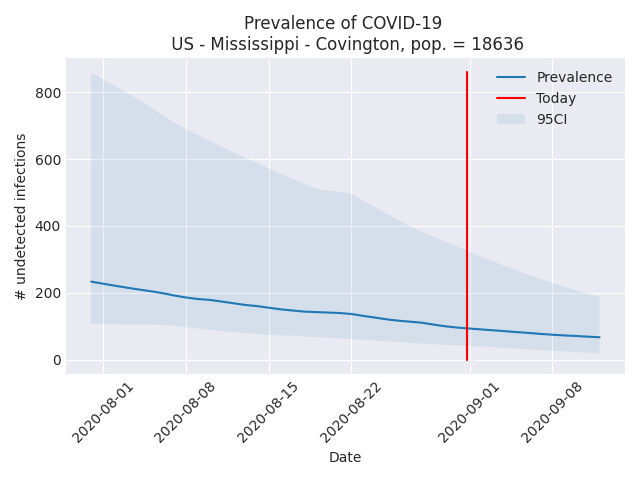 Prevalence of COVID-19
US - Mississippi - Covington, pop. = 18636
Prevalence
Today
95CI
# undetected infections
800
600
400
200
0
2020-08-01
2020-08-08
2020-08-15
2020-08-22
2020-09-01
2020-09-08
Date